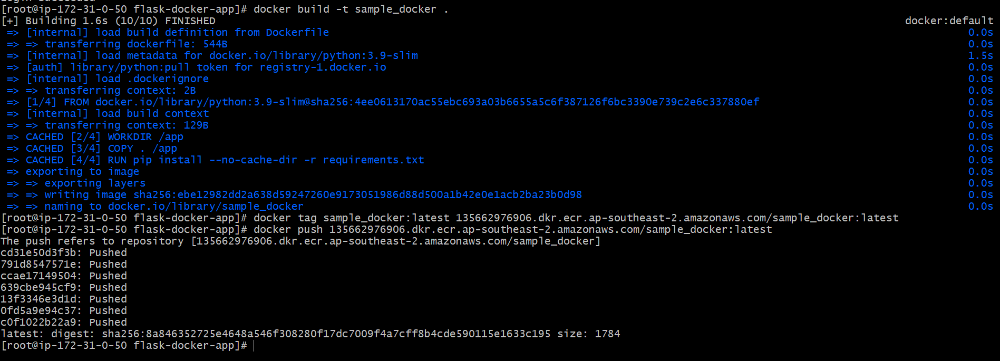 [root@ip-172-31-0-50 flask-docker-app]# docker build -t sample_docker .
[+] Building 1.6s (10/10) FINISHED docker:default
=> [internal] load build definition from Dockerfile 0.0s
=> => transferring dockerfile: 544B 0.0s
=> [internal] load metadata for docker.io/library/python:3.9-slim 1.5s
=> [auth] library/python:pull token for registry-1.docker.io 0.0s
=> [internal] load .dockerignore 0.0s
=> => transferring context: 2B 0.0s
=> [1/4] FROM docker.io/library/python:3.9-slim@sha256:4ee0613170ac55ebc693a03b6655a5c6f387126f6bc3390e739c2e6c337880ef 0.0s
=> [internal] load build context 0.0s
=> => transferring context: 129B 0.0s
=> CACHED [2/4] WORKDIR /app 0.0s
=> CACHED [3/4] COPY . /app 0.0s
=> CACHED [4/4] RUN pip install --no-cache-dir -r requirements.txt 0.0s
=> exporting to image 0.0s
=> => exporting layers 0.0s
=> => writing image sha256:ebe12982dd2a638d59247260e9173051986d88d500a1b42e0e1acb2ba23b0d98 0.0s
=> => naming to docker.io/library/sample_docker 0.0s
[root@ip-172-31-0-50 flask-docker-app]# docker tag sample_docker:latest 135662976906.dkr.ecr.ap-southeast-2.amazonaws.com/sample_docker:latest
[root@ip-172-31-0-50 flask-docker-app]# docker push 135662976906.dkr.ecr.ap-southeast-2.amazonaws.com/sample_docker:latest
The push refers to repository [135662976906.dkr.ecr.ap-southeast-2.amazonaws.com/sample_docker]
cd31e50d3f3b: Pushed
791d8547571e: Pushed
ccae17149504: Pushed
639cbe945cf9: Pushed
13f3346e3d1d: Pushed
0fd5a9e94c37: Pushed
c0f1022b22a9: Pushed
latest: digest: sha256:8a846352725e4648a546f308280f17dc7009f4a7cff8b4cde590115e1633c195 size: 1784
[root@ip-172-31-0-50 flask-docker-app]#